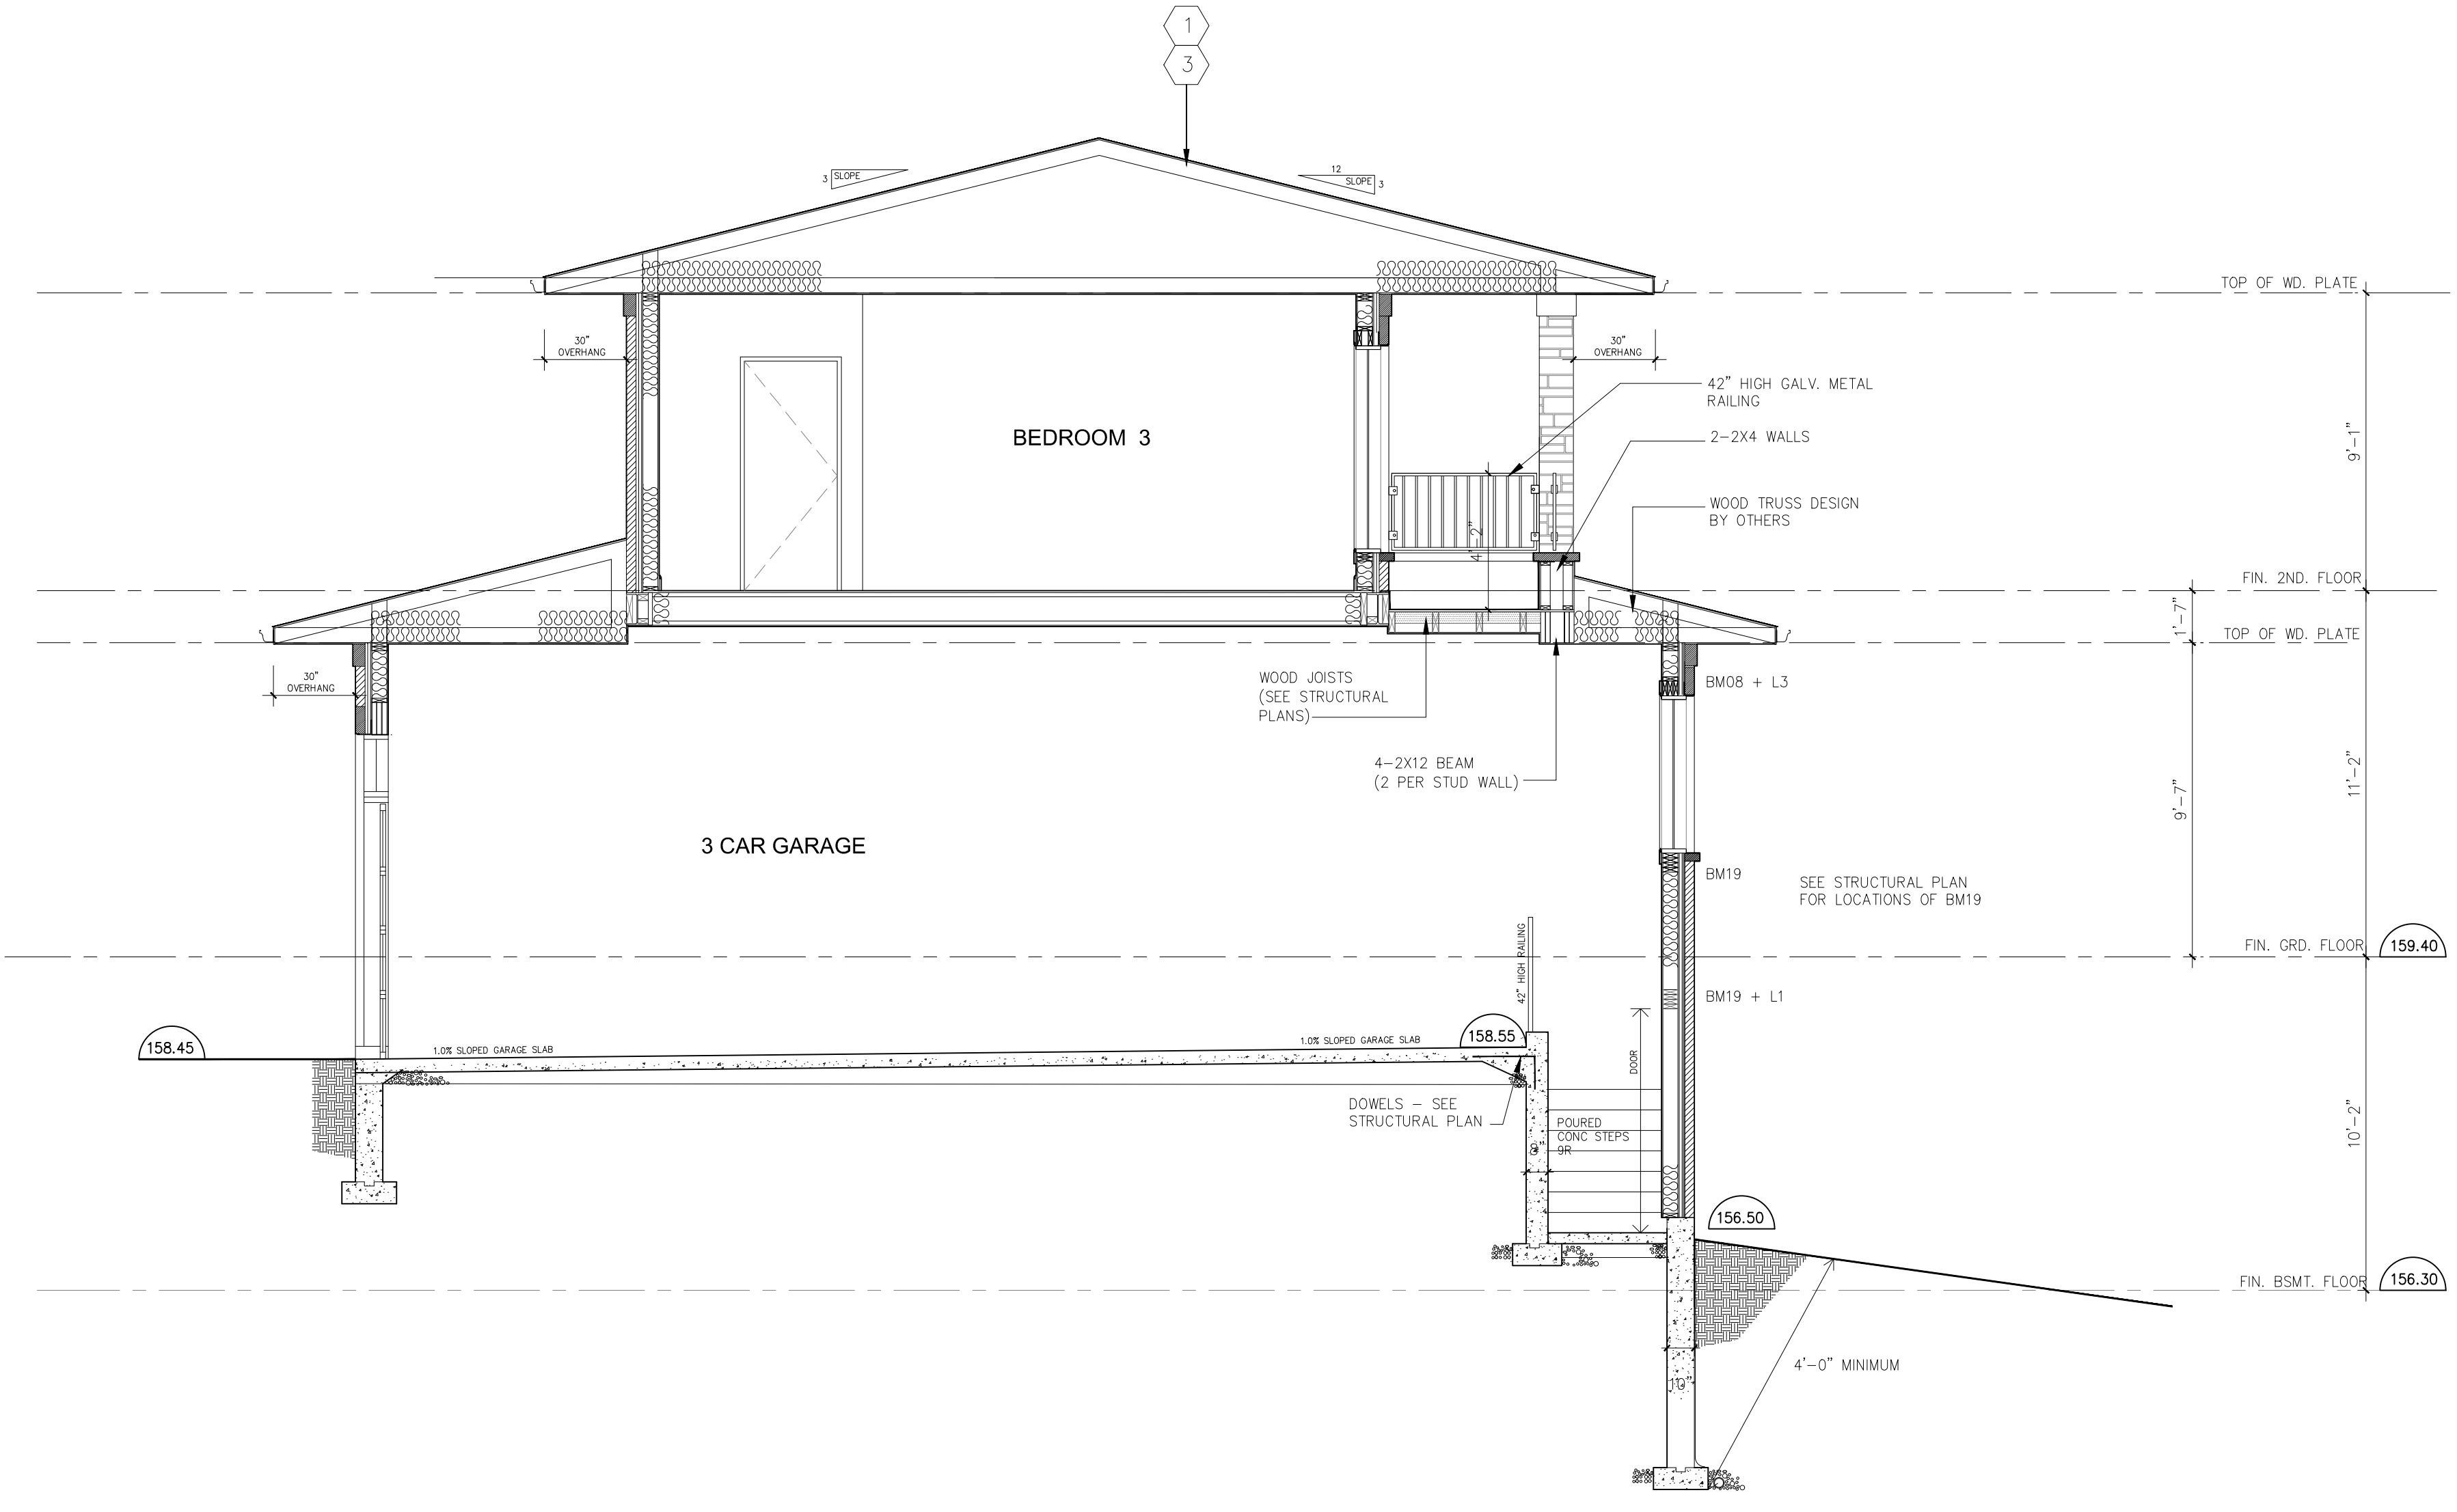 1
3
3
SLOPE
12
SLOPE
3
TOP OF WD. PLATE
30"
OVERHANG
30"
OVERHANG
42" HIGH GALV. METAL
RAILING
2-2X4 WALLS
BEDROOM 3
9'-1"
4'-2"
WOOD TRUSS DESIGN
BY OTHERS
FIN. 2ND. FLOOR
1'-7"
TOP OF WD. PLATE
30"
OVERHANG
WOOD JOISTS
(SEE STRUCTURAL
PLANS)
BM08 + L3
4-2X12 BEAM
(2 PER STUD WALL)
11'-2"
9'-7"
3 CAR GARAGE
BM19
SEE STRUCTURAL PLAN
FOR LOCATIONS OF BM19
42" HIGH RAILING
FIN. GRD. FLOOR
159.40
BM19 + L1
158.45
1.0% SLOPED GARAGE SLAB
1.0% SLOPED GARAGE SLAB
158.55
DOOR
DOWELS - SEE
STRUCTURAL PLAN
POURED
CONC STEPS
9R
8"
10'-2"
156.50
FIN. BSMT. FLOOR
156.30
4'-0" MINIMUM
10"